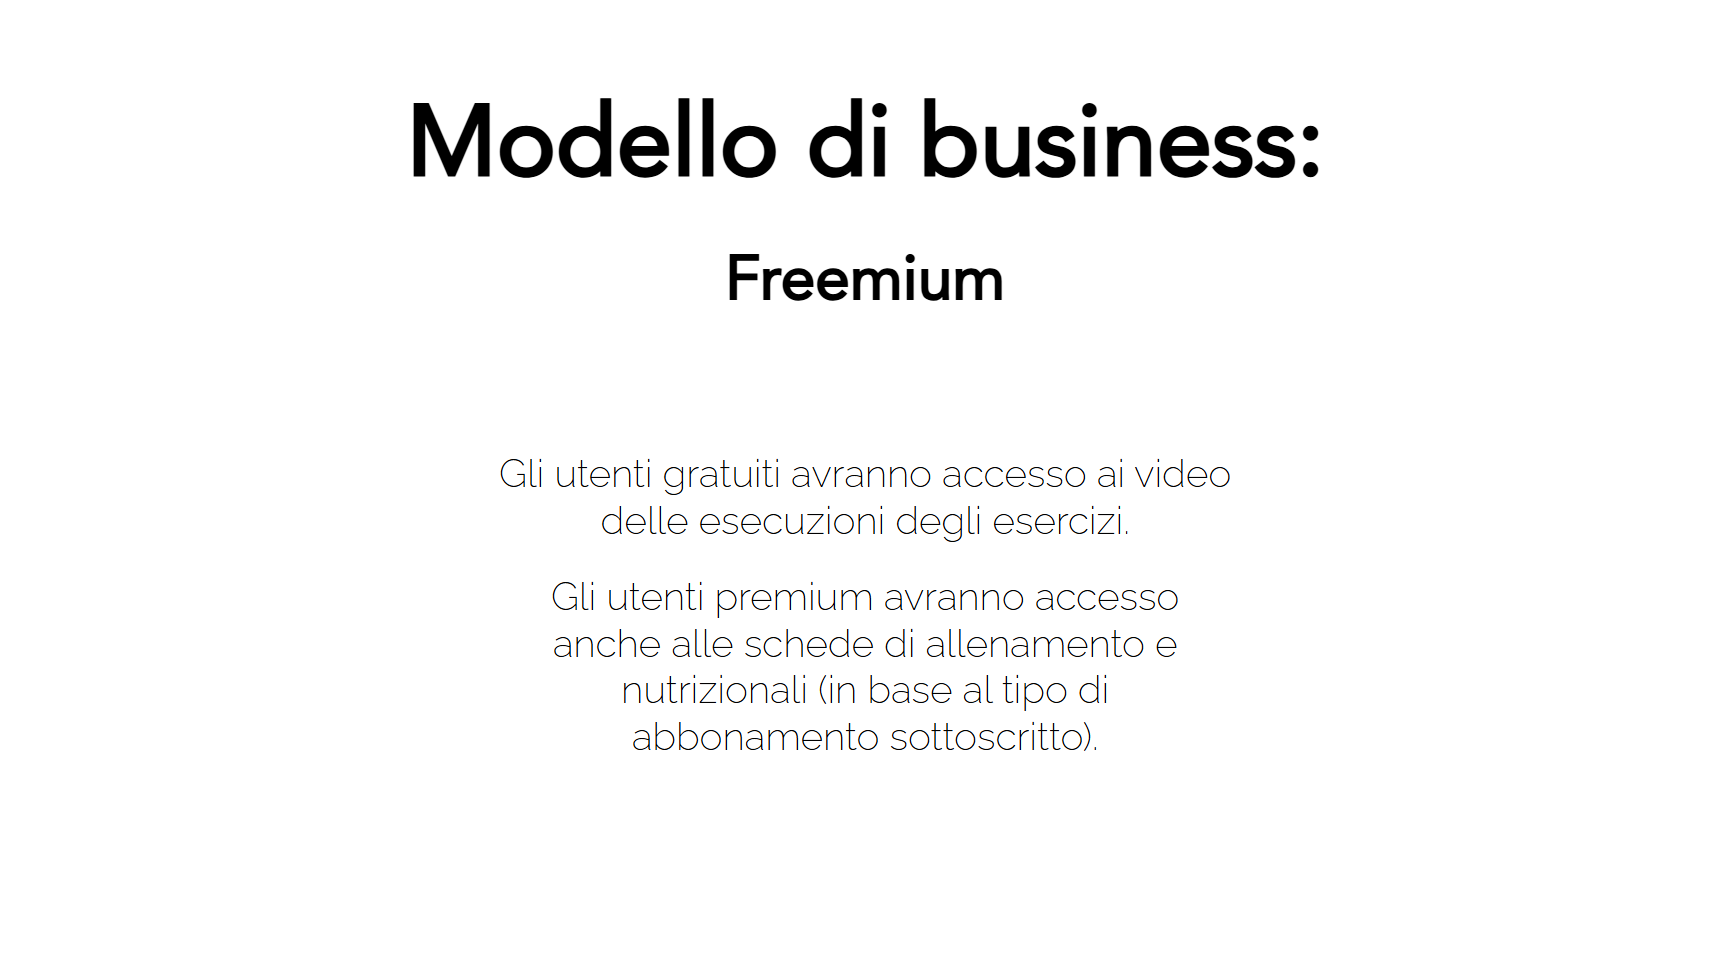 Modello di business:
Freemium
Gli utenti gratuiti avranno accesso ai video
delle esecuzioni degli esercizi.
Gli utenti premium avranno accesso
anche alle schede di allenamento e
nutrizionali (in base al tipo di
abbonamento sottoscritto).